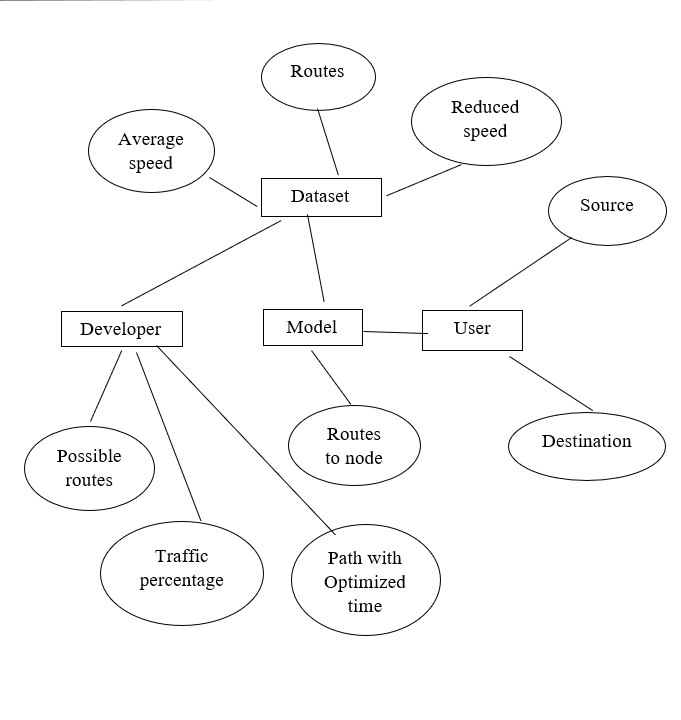 Routes
Reduced
speed
Average
speed
Dataset
Source
Developer
Model
User
Possible
routes
Routes
to node
Destination
Traffic
percentage
Path with
Optimized
time